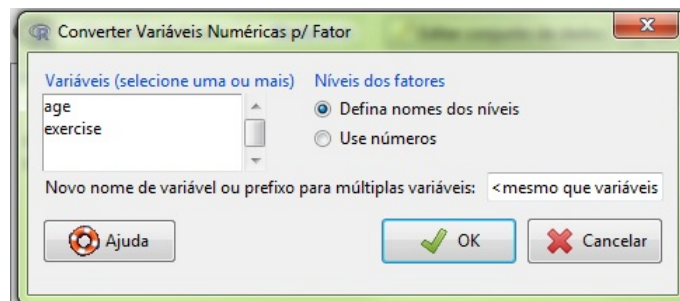 Converter Variáveis Numéricas p/ Fator
Variáveis (selecione uma ou mais)
Níveis dos fatores
age
exercise
Defina nomes dos níveis
Use números
Novo nome de variável ou prefixo para múltiplas variáveis:
<mesmo que variáveis
Ajuda
OK
Cancelar